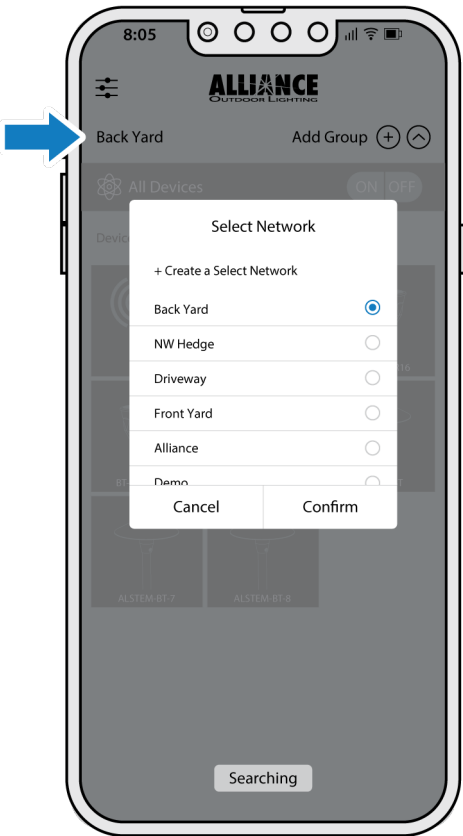 8:05
ALLIANCE
OUTDOOR LIGHTING
Back Yard
Add Group
All Devices
ON OFF
Select Network
+ Create a Select Network
Back Yard
NW Hedge
Driveway
Front Yard
Alliance
Demo
Cancel
Confirm
ALSTEM-BT-7
ALSTEM-BT-8
Searching